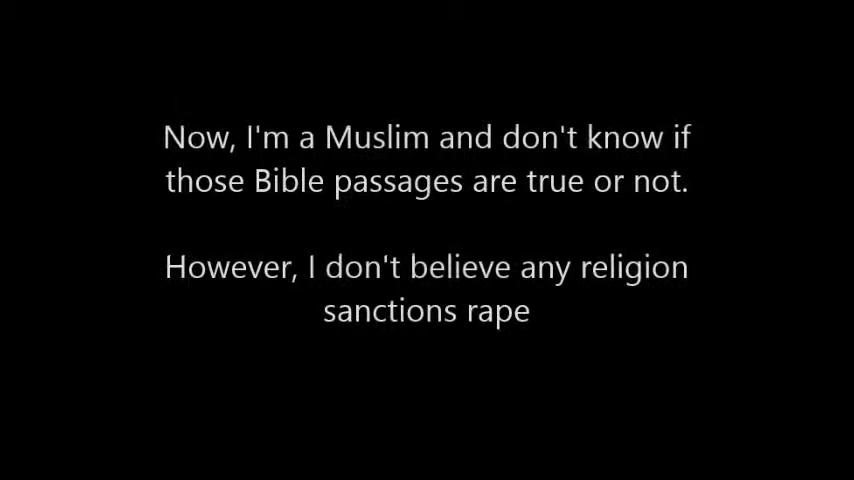 Now, I'm a Muslim and don't know if
those Bible passages are true or not.
However, I don't believe any religion
sanctions rape